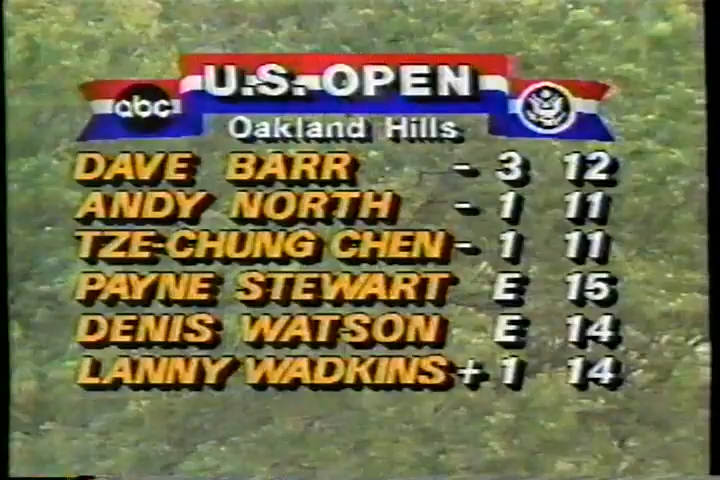 abc
U.S. OPEN
Oakland Hills
DAVE BARR - 3 12
ANDY NORTH - 1 11
TZE-CHUNG CHEN - 1 11
PAYNE STEWART E 15
DENIS WATSON E 14
LANNY WADKINS + 1 14